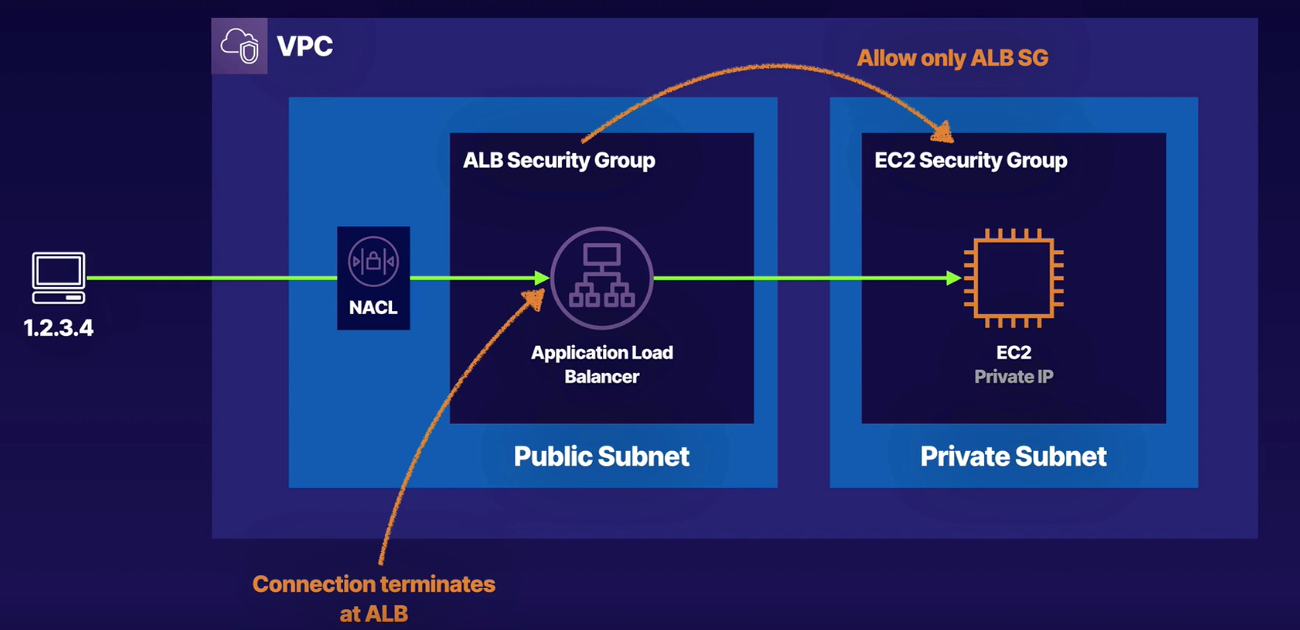 VPC
Allow only ALB SG
ALB Security Group
EC2 Security Group
NACL
1.2.3.4
Application Load
Balancer
EC2
Private IP
Public Subnet
Private Subnet
Connection terminates
at ALB